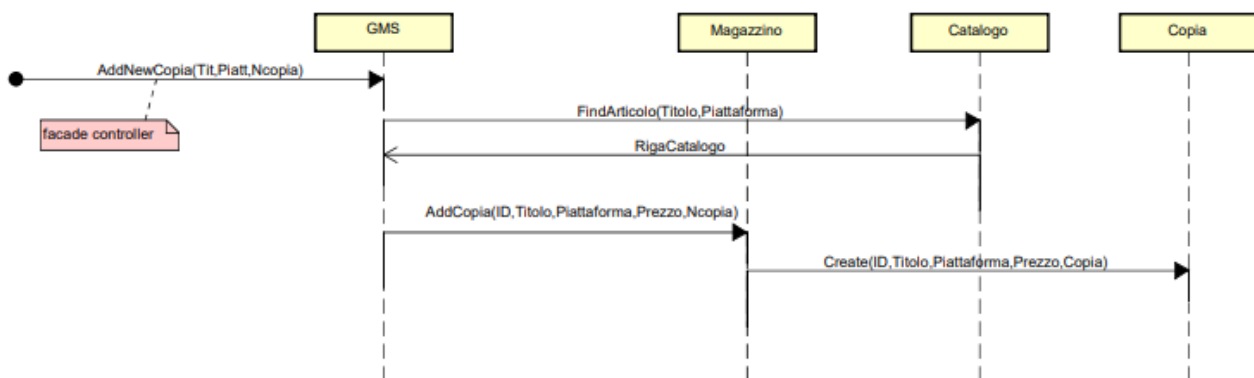 GMS
Magazzino
Catalogo
Copia
AddNewCopia(Tit,Piatt,Ncopia)
facade controller
FindArticolo(Titolo,Piattaforma)
RigaCatalogo
AddCopia(ID,Titolo,Piattaforma,Prezzo,Ncopia)
Create(ID,Titolo,Piattaforma,Prezzo,Copia)